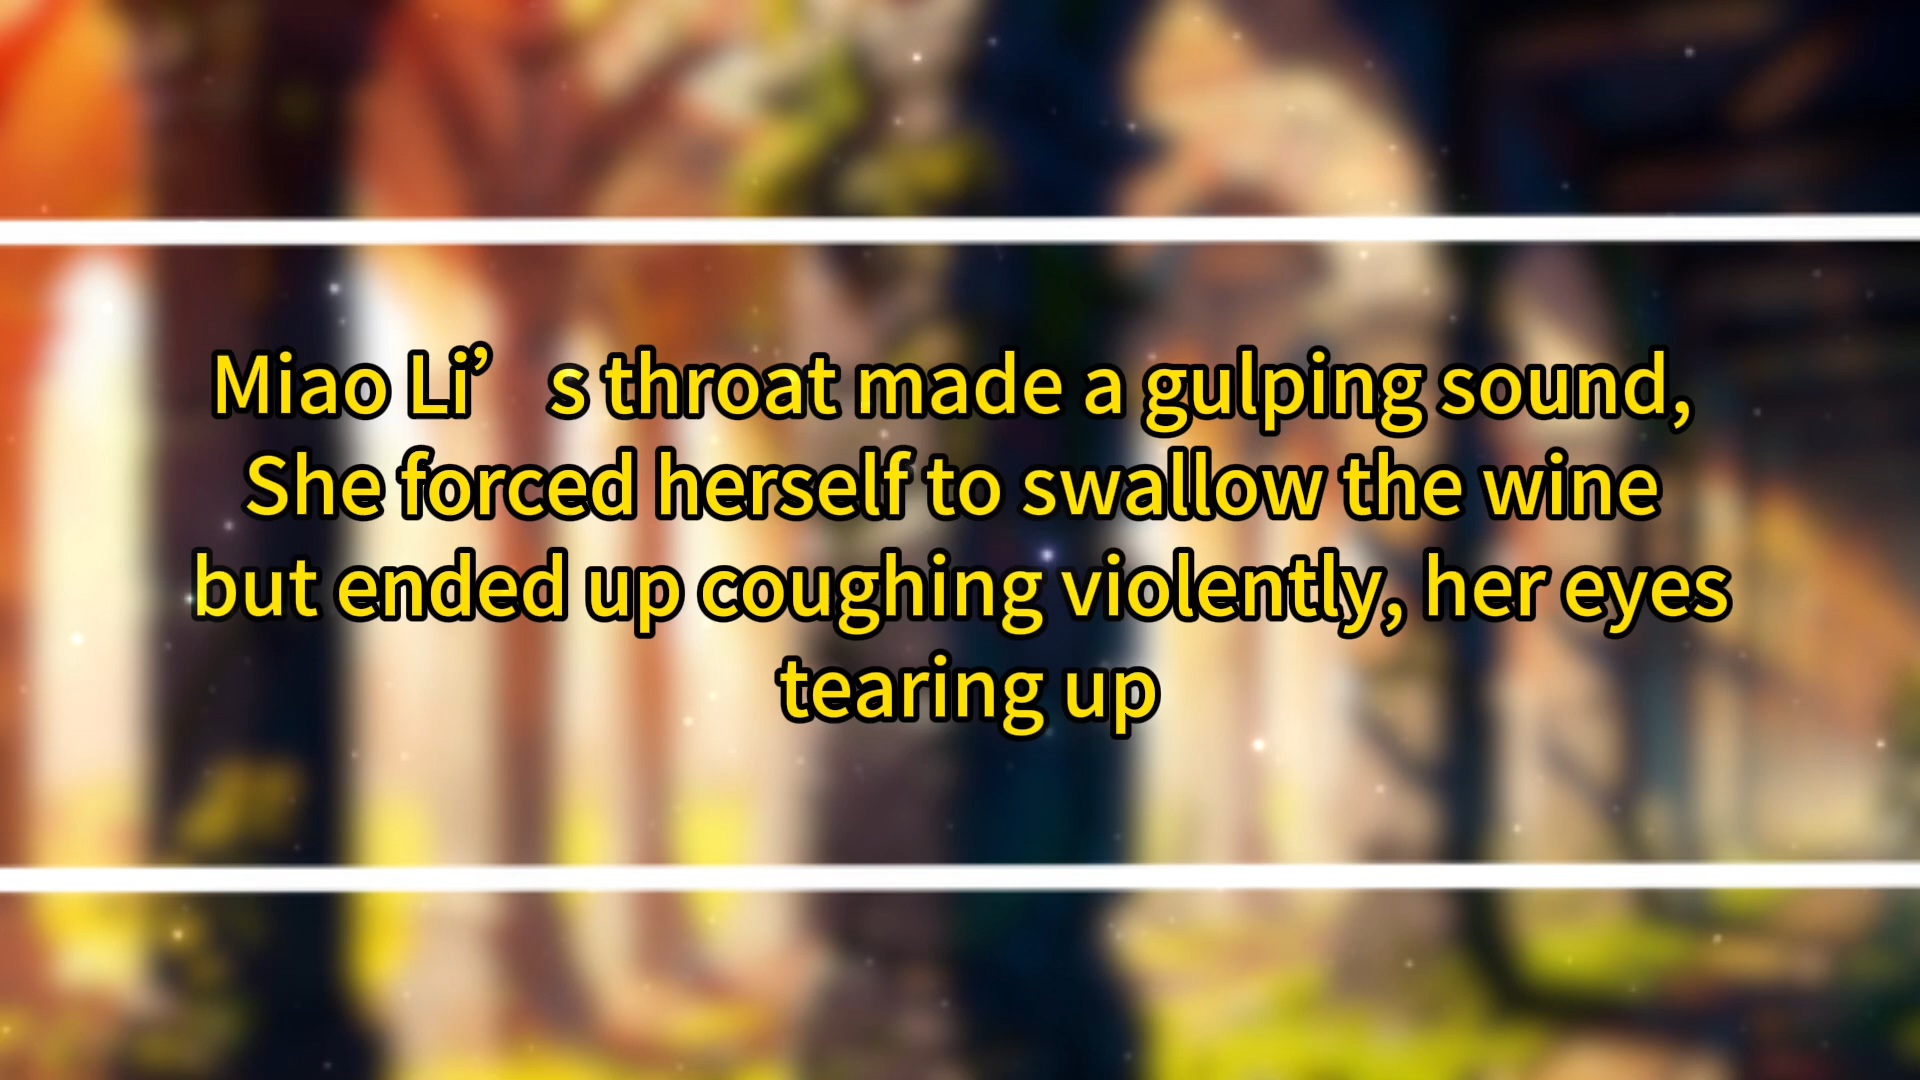 Miao Li’s throat made a gulping sound,
She forced herself to swallow the wine
but ended up coughing violently, her eyes
tearing up